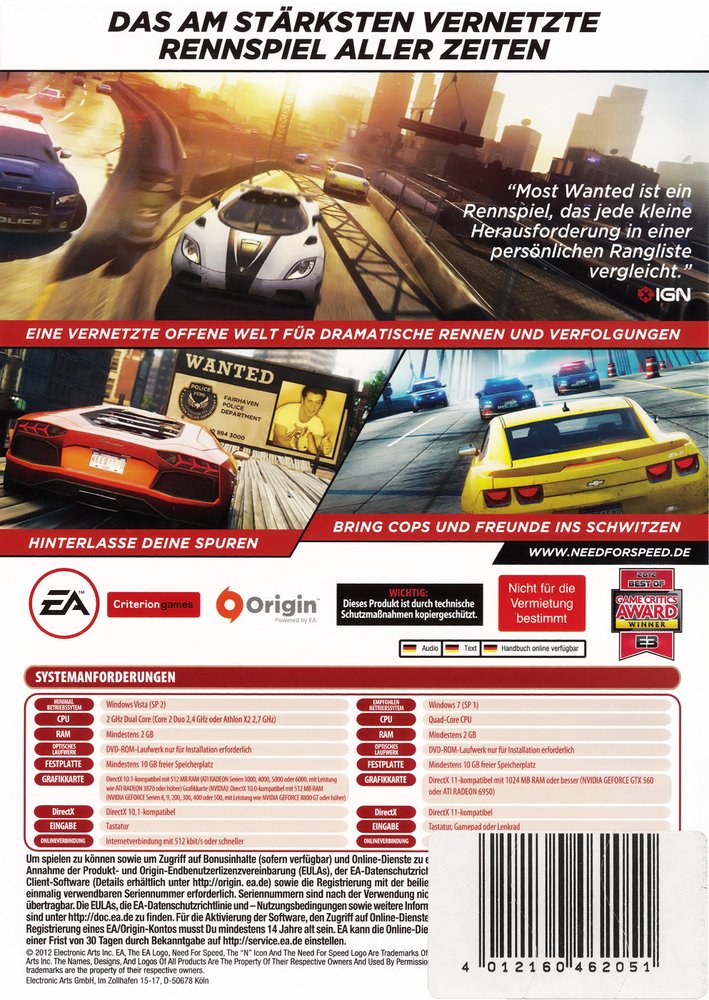 DAS AM STÄRKSTEN VERNETZTE
RENNSPIEL ALLER ZEITEN
POLICE
“Most Wanted ist ein
Rennspiel, das jede kleine
Herausforderung in einer
persönlichen Rangliste
vergleicht.”
IGN
EINE VERNETZTE OFFENE WELT FÜR DRAMATISCHE RENNEN UND VERFOLGUNGEN
WANTED
POLICE
FAIRHAVEN
POLICE
DEPARTMENT
994 3000
HINTERLASSE DEINE SPUREN
BRING COPS UND FREUNDE INS SCHWITZEN
WWW.NEEDFORSPEED.DE
EA™
Criteriongames
Origin™
Powered by EA
WICHTIG:
Dieses Produkt ist durch technische
Schutzmaßnahmen kopiergeschützt.
Nicht für die
Vermietung
bestimmt
2012
BEST OF
GAME CRITICS
AWARD
WINNER
E3
Audio Text Handbuch online verfügbar
SYSTEMANFORDERUNGEN
MINIMAL BETRIEBSSYTEM Windows Vista (SP 2)
CPU 2 GHz Dual Core (Core 2 Duo 2,4 GHz oder Athlon X2 2,7 GHz)
RAM Mindestens 2 GB
OPTISCHES LAUFWERK DVD-ROM-Laufwerk nur für Installation erforderlich
FESTPLATTE Mindestens 10 GB freier Speicherplatz
GRAFIKKARTE DirectX 10.1-kompatibel mit 512 MB RAM (ATI RADEON Serien 3000, 4000, 5000 oder 6000, mit Leistung
wie ATI RADEON 3870 oder höher) Grafikkarte (NVIDIA): DirectX 10.0-kompatibel mit 512 MB RAM
(NVIDIA GEFORCE Serien 8, 9, 200, 300, 400 oder 500, mit Leistung wie NVIDIA GEFORCE 8800 GT oder höher)
DirectX DirectX 10.1-kompatibel
EINGABE Tastatur
ONLINEVERBINDUNG Internetverbindung mit 512 kbit/s oder schneller
EMPFOHLEN BETRIEBSSYTEM Windows 7 (SP 1)
CPU Quad-Core CPU
RAM Mindestens 2 GB
OPTISCHES LAUFWERK DVD-ROM-Laufwerk nur für Installation erforderlich
FESTPLATTE Mindestens 10 GB freier Speicherplatz
GRAFIKKARTE DirectX 11-kompatibel mit 1024 MB RAM oder besser (NVIDIA GEFORCE GTX 560
oder ATI RADEON 6950)
DirectX DirectX 11-kompatibel
EINGABE Tastatur, Gamepad oder Lenkrad
ONLINEVERBINDUNG
Um spielen zu können sowie um Zugriff auf Bonusinhalte (sofern verfügbar) und Online-Dienste zu e
Annahme der Produkt- und Origin-Endbenutzerlizenzvereinbarung (EULAs), der EA-Datenschutzrich
Client-Software (Details erhältlich unter http://origin. ea.de) sowie die Registrierung mit der beilie
einmalig verwendbaren Seriennummer erforderlich. Seriennummern sind nach der Verwendung nic
übertragbar. Die EULAs, die EA-Datenschutzrichtlinie und – Nutzungsbedingungen sowie weitere Inform
sind unter http://doc.ea.de zu finden. Für die Aktivierung der Software, den Zugriff auf Online-Dienste
Registrierung eines EA/Origin-Kontos musst Du mindestens 14 Jahre alt sein. EA kann die Online-Die
einer Frist von 30 Tagen durch Bekanntgabe auf http://service.ea.de einstellen.
© 2012 Electronic Arts Inc. EA, The EA Logo, Need For Speed, The “N” Icon And The Need For Speed Logo Are Trademarks Of
Arts Inc. The Names, Designs, And Logos Of All Products Are The Property Of Their Respective Owners And Used By Permissio
trademarks are the property of their respective owners.
Electronic Arts GmbH, Im Zollhafen 15-17, D-50678 Köln
4 012160 462051